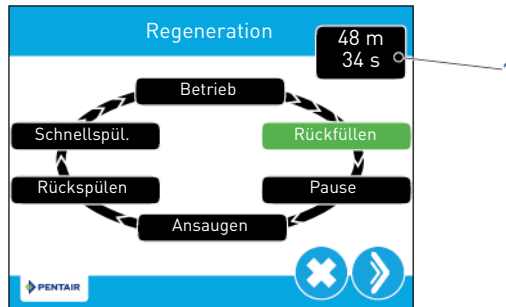 Regeneration
48 m
34 s
Betrieb
Schnellspül.
Rückfüllen
Rückspülen
Pause
Ansaugen
PENTAIR